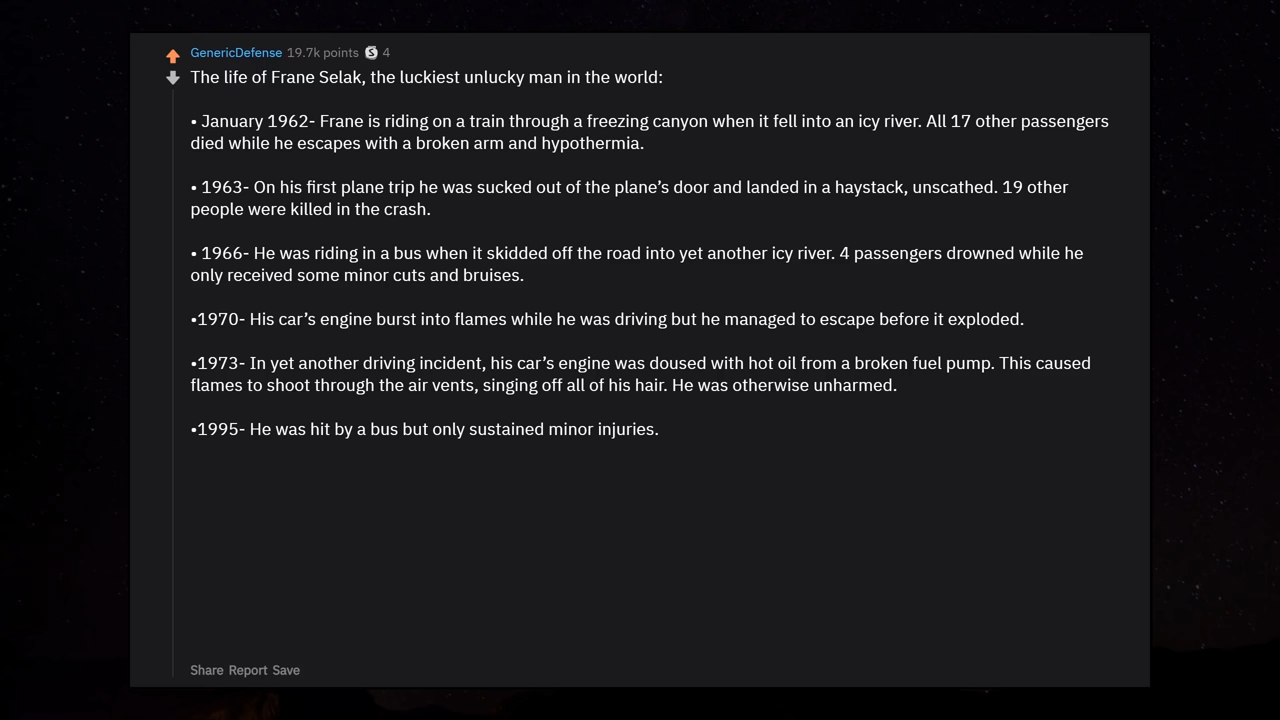 GenericDefense 19.7k points S 4
The life of Frane Selak, the luckiest unlucky man in the world:
• January 1962- Frane is riding on a train through a freezing canyon when it fell into an icy river. All 17 other passengers
died while he escapes with a broken arm and hypothermia.
• 1963- On his first plane trip he was sucked out of the plane’s door and landed in a haystack, unscathed. 19 other
people were killed in the crash.
• 1966- He was riding in a bus when it skidded off the road into yet another icy river. 4 passengers drowned while he
only received some minor cuts and bruises.
•1970- His car’s engine burst into flames while he was driving but he managed to escape before it exploded.
•1973- In yet another driving incident, his car’s engine was doused with hot oil from a broken fuel pump. This caused
flames to shoot through the air vents, singing off all of his hair. He was otherwise unharmed.
•1995- He was hit by a bus but only sustained minor injuries.
Share Report Save